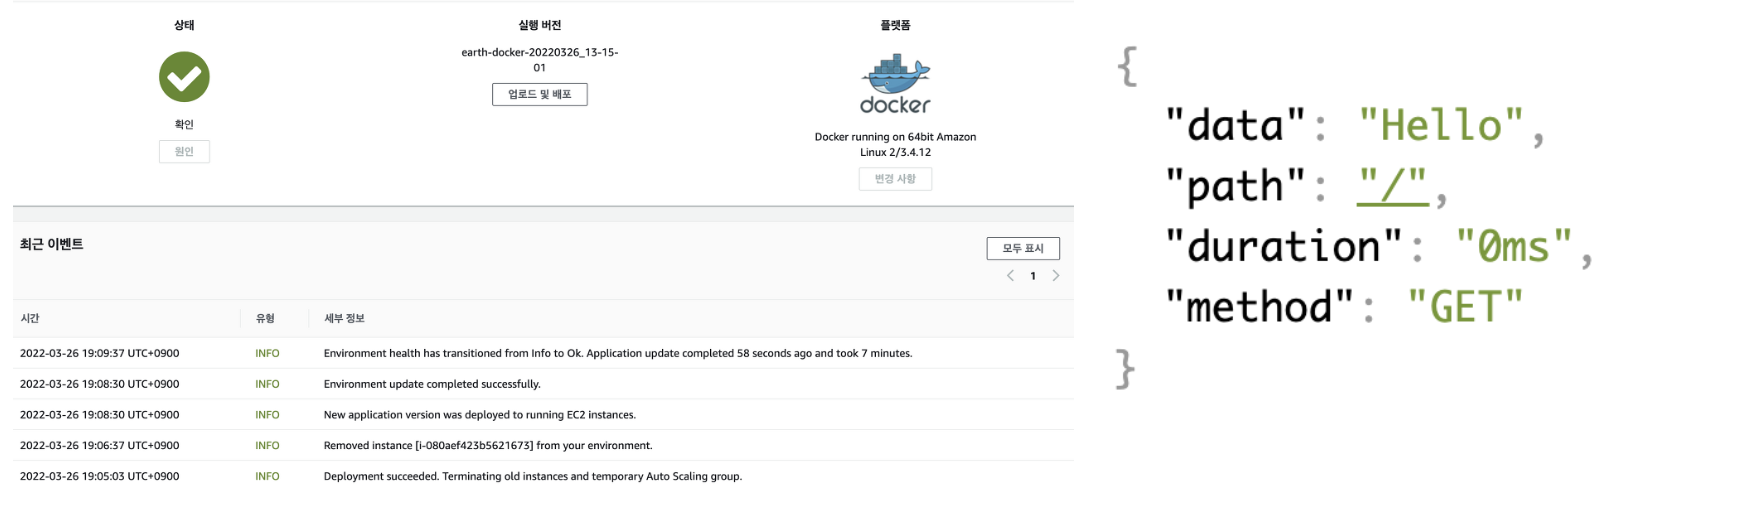 상태
확인
원인
실행 버전
earth-docker-20220326_13-15-
01
업로드 및 배포
플랫폼
docker
Docker running on 64bit Amazon
Linux 2/3.4.12
변경 사항
최근 이벤트
모두 표시
1
시간 유형 세부 정보
2022-03-26 19:09:37 UTC+0900 INFO Environment health has transitioned from Info to Ok. Application update completed 58 seconds ago and took 7 minutes.
2022-03-26 19:08:30 UTC+0900 INFO Environment update completed successfully.
2022-03-26 19:08:30 UTC+0900 INFO New application version was deployed to running EC2 instances.
2022-03-26 19:06:37 UTC+0900 INFO Removed instance [i-080aef423b5621673] from your environment.
2022-03-26 19:05:03 UTC+0900 INFO Deployment succeeded. Terminating old instances and temporary Auto Scaling group.
{
"data": "Hello",
"path": "/",
"duration": "0ms",
"method": "GET"
}